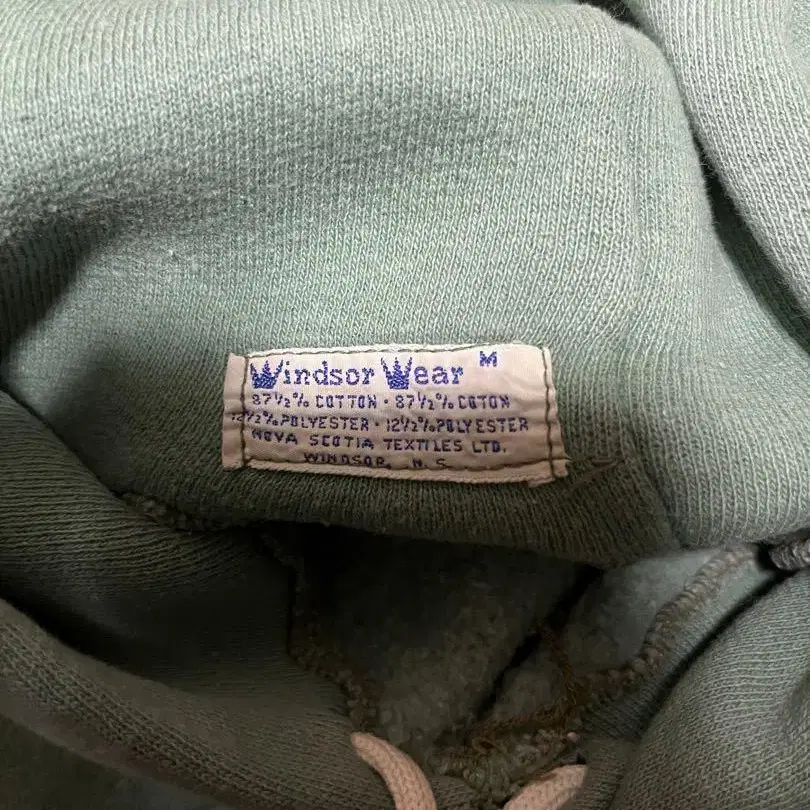 Windsor Wear M
87½% COTTON · 87½% COTON
12½% POLYESTER · 12½% POLYESTER
NOVA SCOTIA TEXTILES LTD.
WINDSOR, N.S.